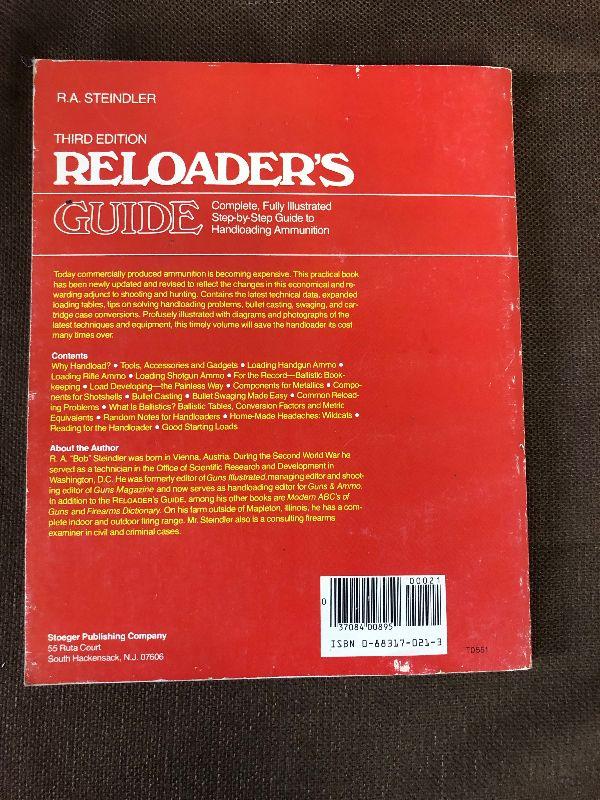 R.A. STEINDLER
THIRD EDITION
RELOADER'S
GUIDE
Complete, Fully Illustrated
Step-by-Step Guide to
Handloading Ammunition
Today commercially produced ammunition is becoming expensive. This practical book
has been newly updated and revised to reflect the changes in this economical and re-
warding adjunct to shooting and hunting. Contains the latest technical data, expanded
loading tables, tips on solving handloading problems, bullet casting, swaging, and car-
tridge case conversions. Profusely illustrated with diagrams and photographs of the
latest techniques and equipment, this timely volume will save the handloader its cost
many times over.
Contents
Why Handload? • Tools, Accessories and Gadgets • Loading Handgun Ammo •
Loading Rifle Ammo • Loading Shotgun Ammo • For the Record—Ballistic Book-
keeping • Load Developing—the Painless Way • Components for Metallics • Compo-
nents for Shotshells • Bullet Casting • Bullet Swaging Made Easy • Common Reload-
ing Problems • What Is Ballistics? Ballistic Tables, Conversion Factors and Metric
Equivalents • Random Notes for Handloaders • Home-Made Headaches: Wildcats •
Reading for the Handloader • Good Starting Loads
About the Author
R. A. "Bob" Steindler was born in Vienna, Austria. During the Second World War he
served as a technician in the Office of Scientific Research and Development in
Washington, D.C. He was formerly editor of Guns Illustrated, managing editor and shoot-
ing editor of Guns Magazine and now serves as handloading editor for Guns & Ammo.
In addition to the RELOADER'S GUIDE, among his other books are Modern ABC's of
Guns and Firearms Dictionary. On his farm outside of Mapleton, Illinois, he has a com-
plete indoor and outdoor firing range. Mr. Steindler also is a consulting firearms
examiner in civil and criminal cases.
00021
0 37084 00895
ISBN 0-88317-021-3
Stoeger Publishing Company
55 Ruta Court
South Hackensack, N.J. 07606
TD551